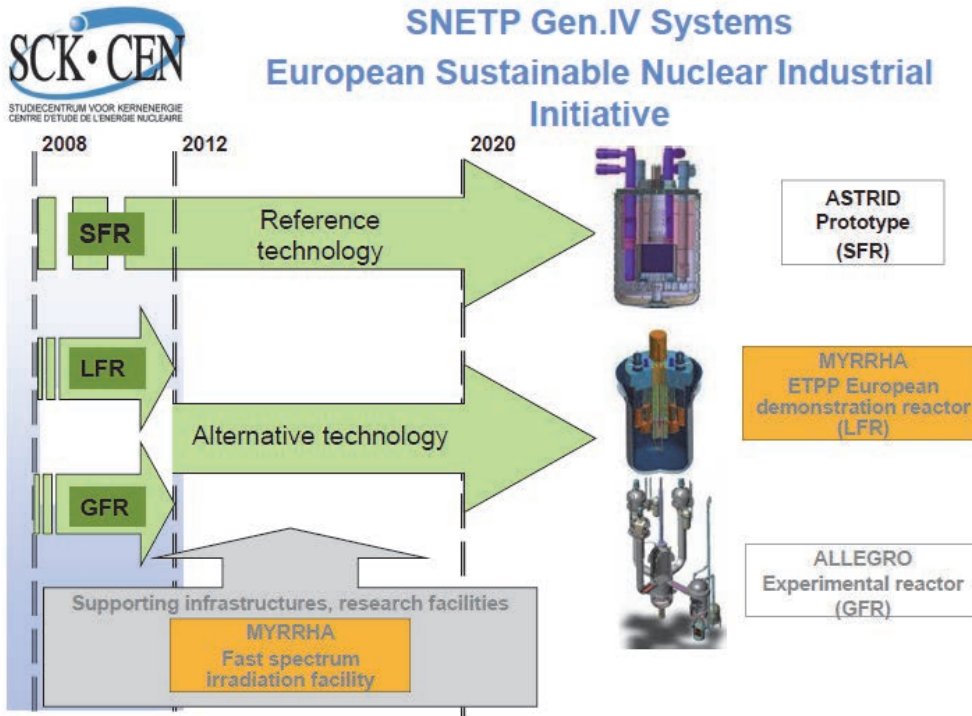 SCK•CEN
STUDIECENTRUM VOOR KERNENERGIE
CENTRE D'ETUDE DE L'ENERGIE NUCLEAIRE
SNETP Gen.IV Systems
European Sustainable Nuclear Industrial
Initiative
2008
2012
2020
SFR
Reference
technology
ASTRID
Prototype
(SFR)
LFR
MYRRHA
ETPP European
demonstration reactor
(LFR)
Alternative technology
GFR
ALLEGRO
Experimental reactor
(GFR)
Supporting infrastructures, research facilities
MYRRHA
Fast spectrum
irradiation facility